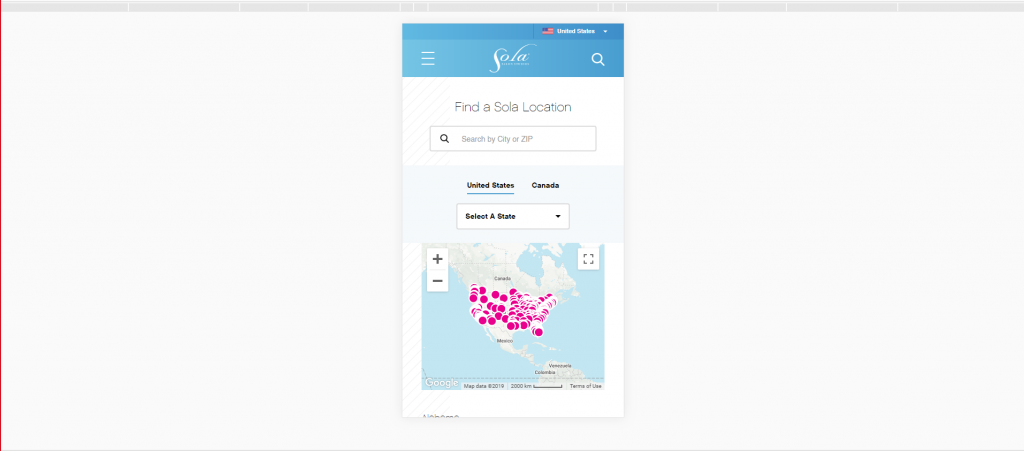 United States
Sola
Find a Sola Location
Search by City or ZIP
United States Canada
Select A State
Canada
Mexico
Venezuela
Colombia
Google Map data ©2019 2000 km Terms of Use